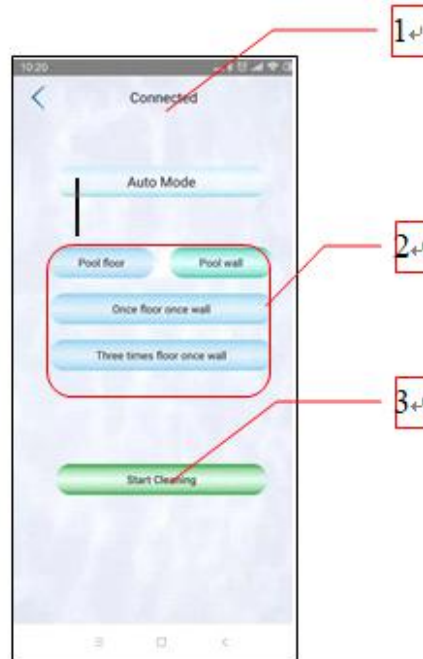 1↵
10:20
Connected
Auto Mode
2↵
Pool floor Pool wall
Once floor once wall
Three times floor once wall
3↵
Start Cleaning